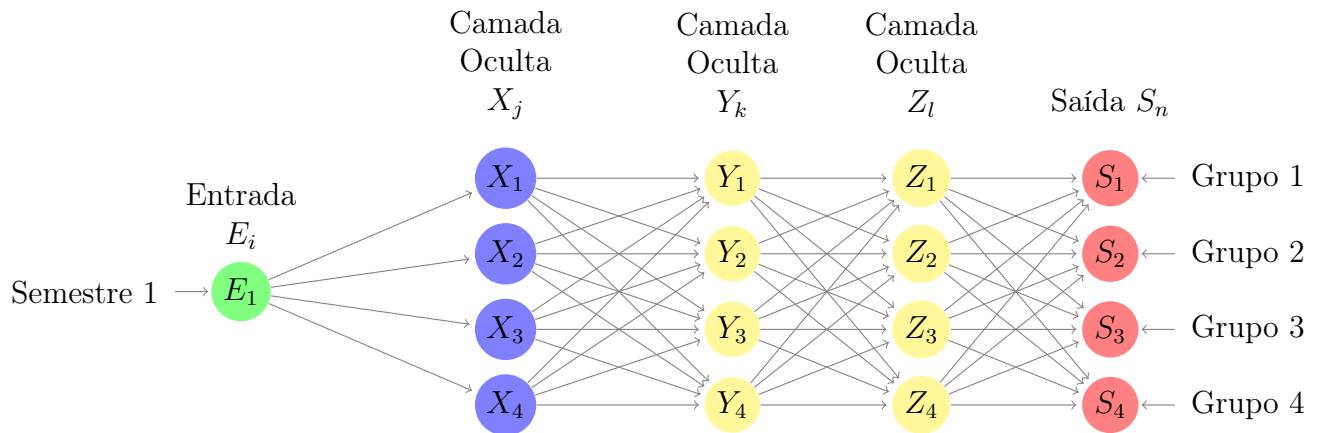 Camada
Oculta
X_j
Camada
Oculta
Y_k
Camada
Oculta
Z_l
Saída S_n
Entrada
E_i
Semestre 1
E_1
X_1
X_2
X_3
X_4
Y_1
Y_2
Y_3
Y_4
Z_1
Z_2
Z_3
Z_4
S_1
S_2
S_3
S_4
Grupo 1
Grupo 2
Grupo 3
Grupo 4